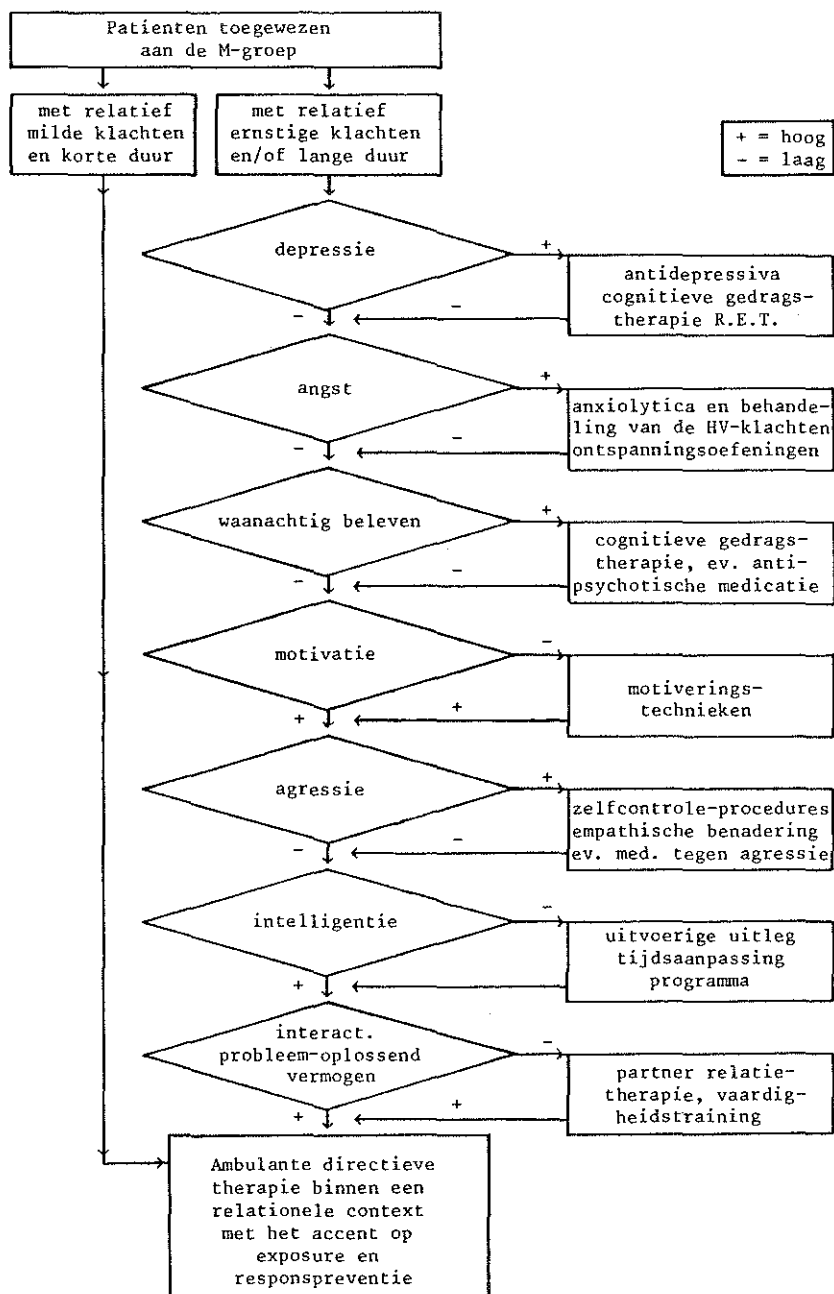 Patienten toegewezen
aan de M-groep
met relatief
milde klachten
en korte duur
met relatief
ernstige klachten
en/of lange duur
+ = hoog
− = laag
depressie
+
−
−
antidepressiva
cognitieve gedrags-
therapie R.E.T.
angst
+
−
−
anxiolytica en behande-
ling van de HV-klachten
ontspanningsoefeningen
waanachtig beleven
+
−
−
cognitieve gedrags-
therapie, ev. anti-
psychotische medicatie
motivatie
−
+
+
motiverings-
technieken
agressie
+
−
−
zelfcontrole-procedures
empathische benadering
ev. med. tegen agressie
intelligentie
−
+
+
uitvoerige uitleg
tijdsaanpassing
programma
interact.
probleem-oplossend
vermogen
−
+
+
partner relatie-
therapie, vaardig-
heidstraining
Ambulante directieve
therapie binnen een
relationele context
met het accent op
exposure en
responspreventie